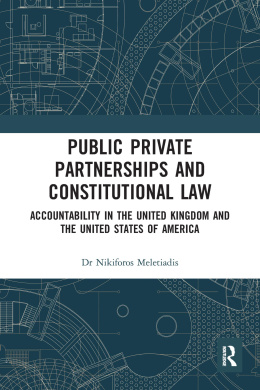 PUBLIC PRIVATE
PARTNERSHIPS AND
CONSTITUTIONAL LAW
ACCOUNTABILITY IN THE UNITED KINGDOM AND
THE UNITED STATES OF AMERICA
Dr Nikiforos Meletiadis
R